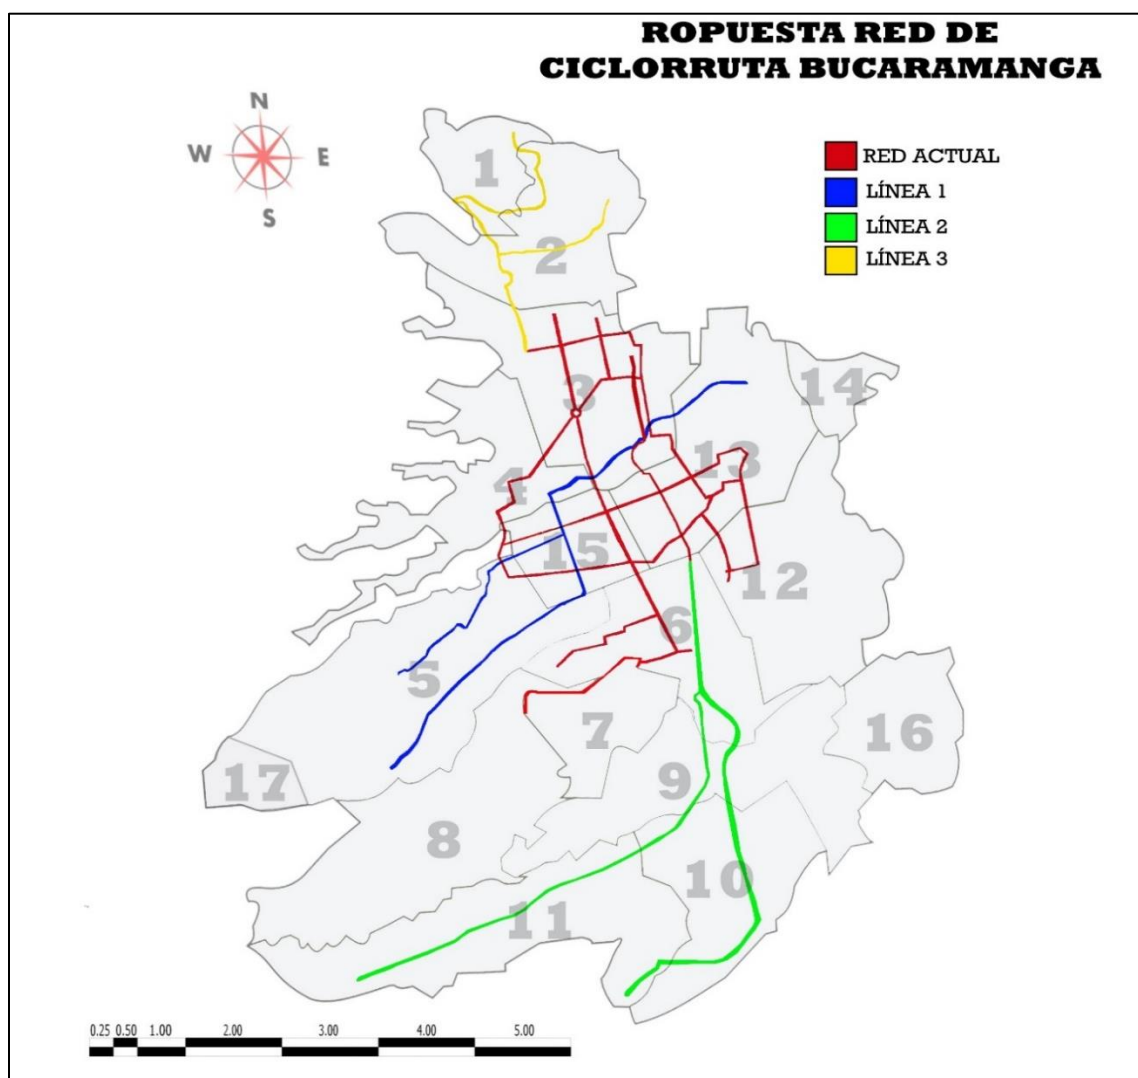 ROPUESTA RED DE
CICLORRUTA BUCARAMANGA
N
W E
S
RED ACTUAL
LÍNEA 1
LÍNEA 2
LÍNEA 3
1
2
3
14
13
4
15
12
6
5
7
16
17
9
8
10
11
0.25 0.50 1.00 2.00 3.00 4.00 5.00